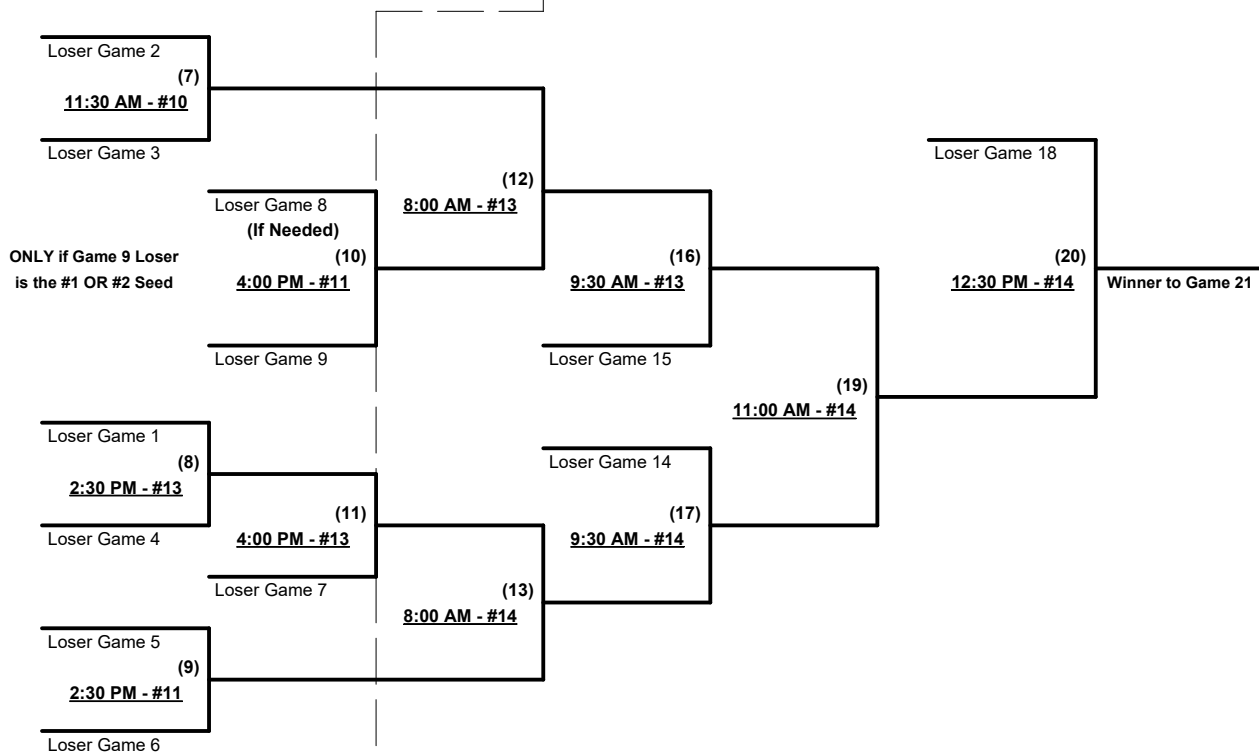 Loser Game 2
(7)
11:30 AM - #10
Loser Game 3
Loser Game 18
(12)
8:00 AM - #13
Loser Game 8
(If Needed)
(10)
4:00 PM - #11
ONLY if Game 9 Loser
is the #1 OR #2 Seed
(16)
9:30 AM - #13
(20)
12:30 PM - #14
Winner to Game 21
Loser Game 9
Loser Game 15
(19)
11:00 AM - #14
Loser Game 1
(8)
2:30 PM - #13
Loser Game 4
Loser Game 14
(11)
4:00 PM - #13
(17)
9:30 AM - #14
Loser Game 7
(13)
8:00 AM - #14
Loser Game 5
(9)
2:30 PM - #11
Loser Game 6